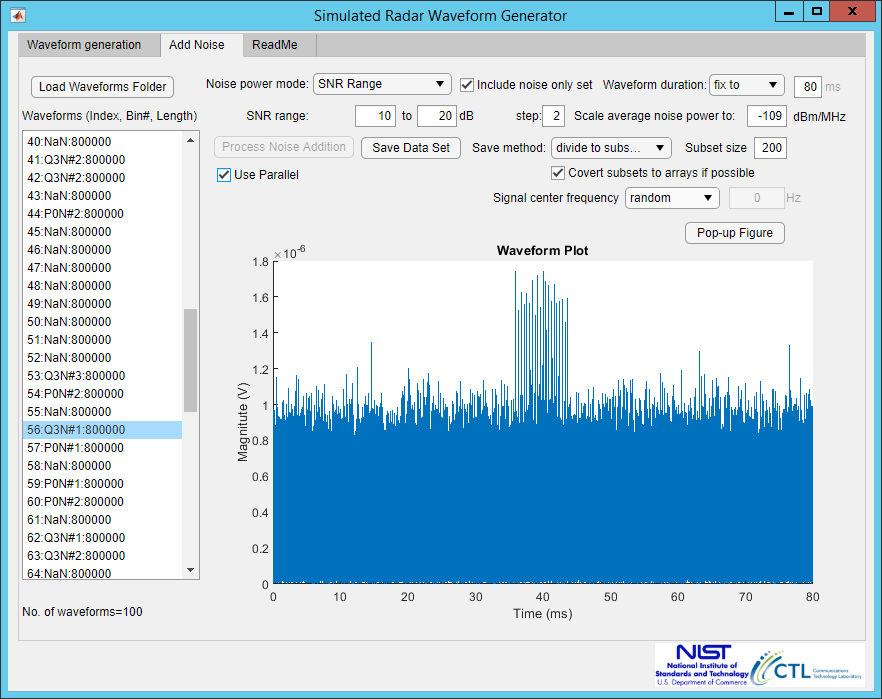 Simulated Radar Waveform Generator
Waveform generation Add Noise ReadMe
Load Waveforms Folder Noise power mode: SNR Range Include noise only set Waveform duration: fix to 80 ms
Waveforms (Index, Bin#, Length) SNR range: 10 to 20 dB step: 2 Scale average noise power to: -109 dBm/MHz
Process Noise Addition Save Data Set Save method: divide to subs... Subset size 200
Use Parallel Covert subsets to arrays if possible
Signal center frequency random 0 Hz
Pop-up Figure
40:NaN:800000
41:Q3N#2:800000
42:Q3N#2:800000
43:NaN:800000
44:P0N#2:800000
45:NaN:800000
46:NaN:800000
47:NaN:800000
48:NaN:800000
49:NaN:800000
50:NaN:800000
51:NaN:800000
52:NaN:800000
53:Q3N#3:800000
54:P0N#2:800000
55:NaN:800000
56:Q3N#1:800000
57:P0N#1:800000
58:NaN:800000
59:P0N#1:800000
60:P0N#2:800000
61:NaN:800000
62:Q3N#1:800000
63:Q3N#2:800000
64:NaN:800000
No. of waveforms=100
Waveform Plot
×10-6
1.8
1.6
1.4
1.2
1
0.8
0.6
0.4
0.2
0
Magnitute (V)
0 10 20 30 40 50 60 70 80
Time (ms)
NIST
National Institute of
Standards and Technology
U.S. Department of Commerce
CTL Communications
Technology Laboratory